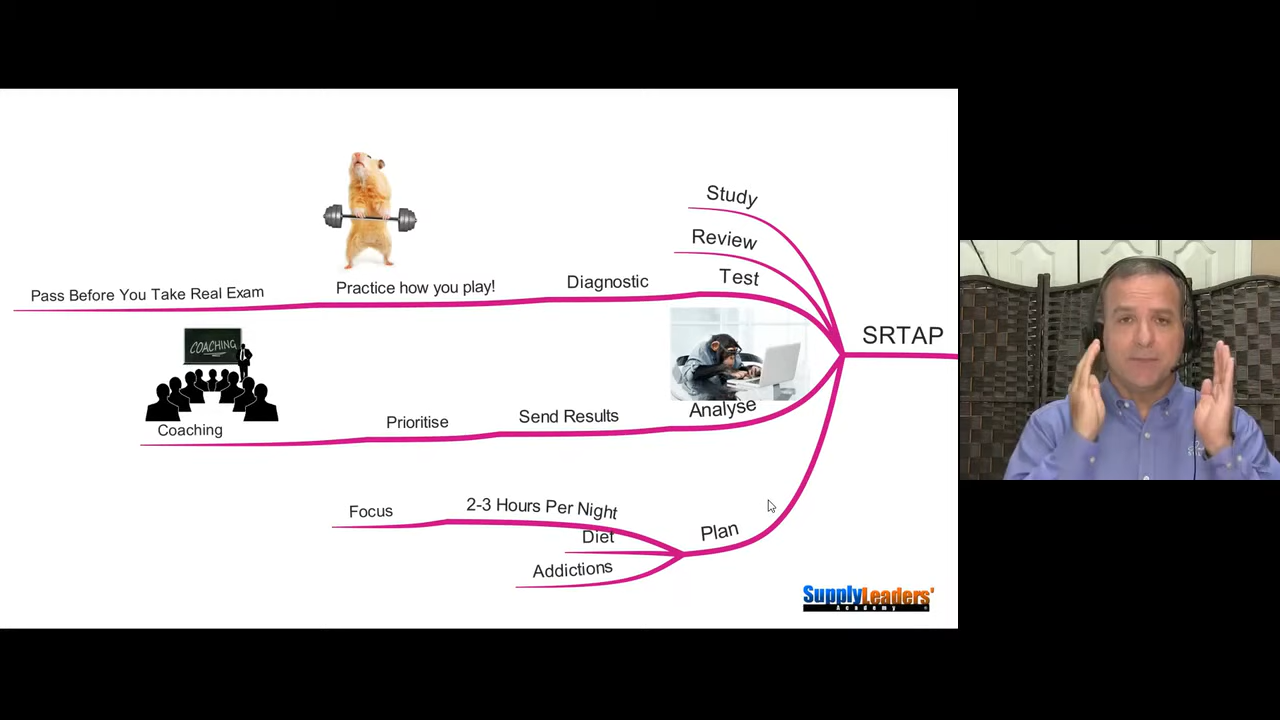 Study
Review
Test
Diagnostic
Practice how you play!
Pass Before You Take Real Exam
SRTAP
COACHING
Coaching
Prioritise
Send Results
Analyse
Focus
2-3 Hours Per Night
Diet
Addictions
Plan
SupplyLeaders'
Academy